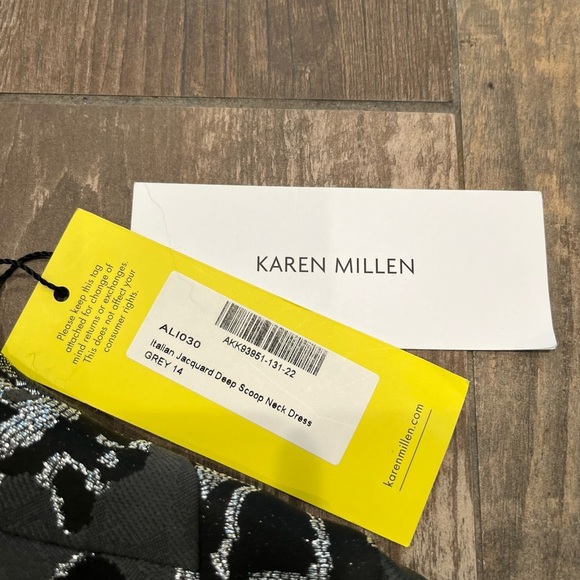 KAREN MILLEN
Please keep this tag
attached for change of
mind returns or exchanges.
This does not affect your
consumer rights.
ALI030
AKK93951-131-22
Italian Jacquard Deep Scoop Neck Dress
GREY 14
karenmillen.com